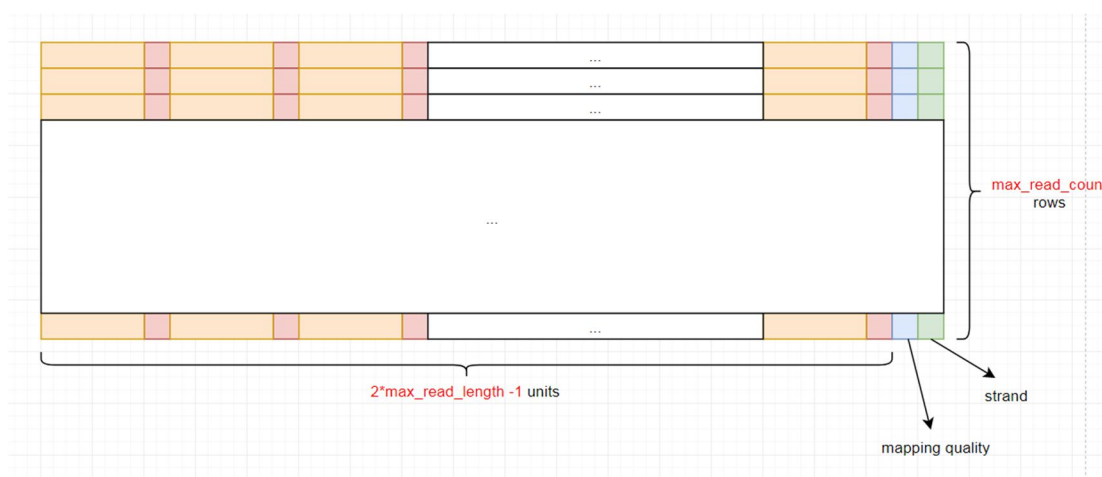 ...
...
...
max_read_coun
rows
...
...
2*max_read_length -1 units
strand
mapping quality